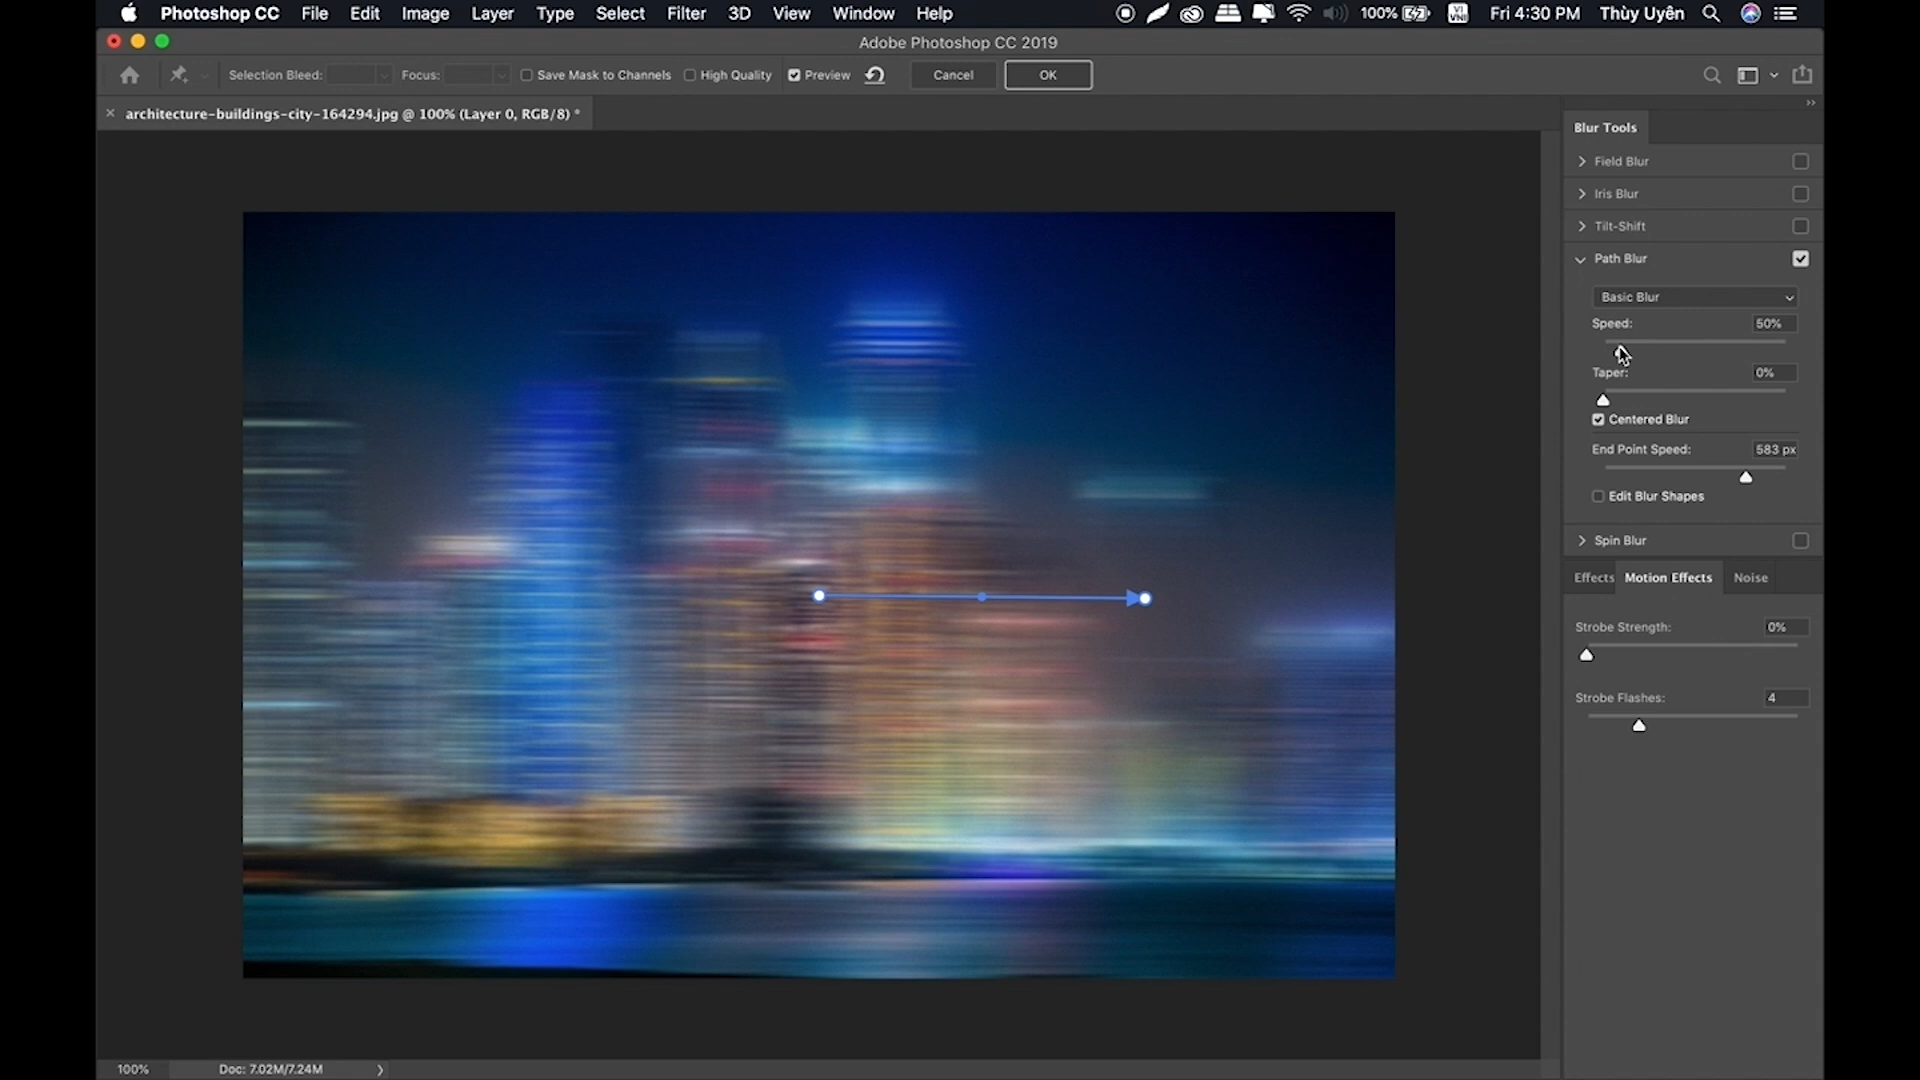 Photoshop CC File Edit Image Layer Type Select Filter 3D View Window Help 100% VI VNI Fri 4:30 PM Thùy Uyên
Adobe Photoshop CC 2019
Selection Bleed: Focus: Save Mask to Channels High Quality Preview Cancel OK
architecture-buildings-city-164294.jpg @ 100% (Layer 0, RGB/8) *
Blur Tools
Field Blur
Iris Blur
Tilt-Shift
Path Blur
Basic Blur
Speed: 50%
Taper: 0%
Centered Blur
End Point Speed: 583 px
Edit Blur Shapes
Spin Blur
Effects Motion Effects Noise
Strobe Strength: 0%
Strobe Flashes: 4
100% Doc: 7.02M/7.24M